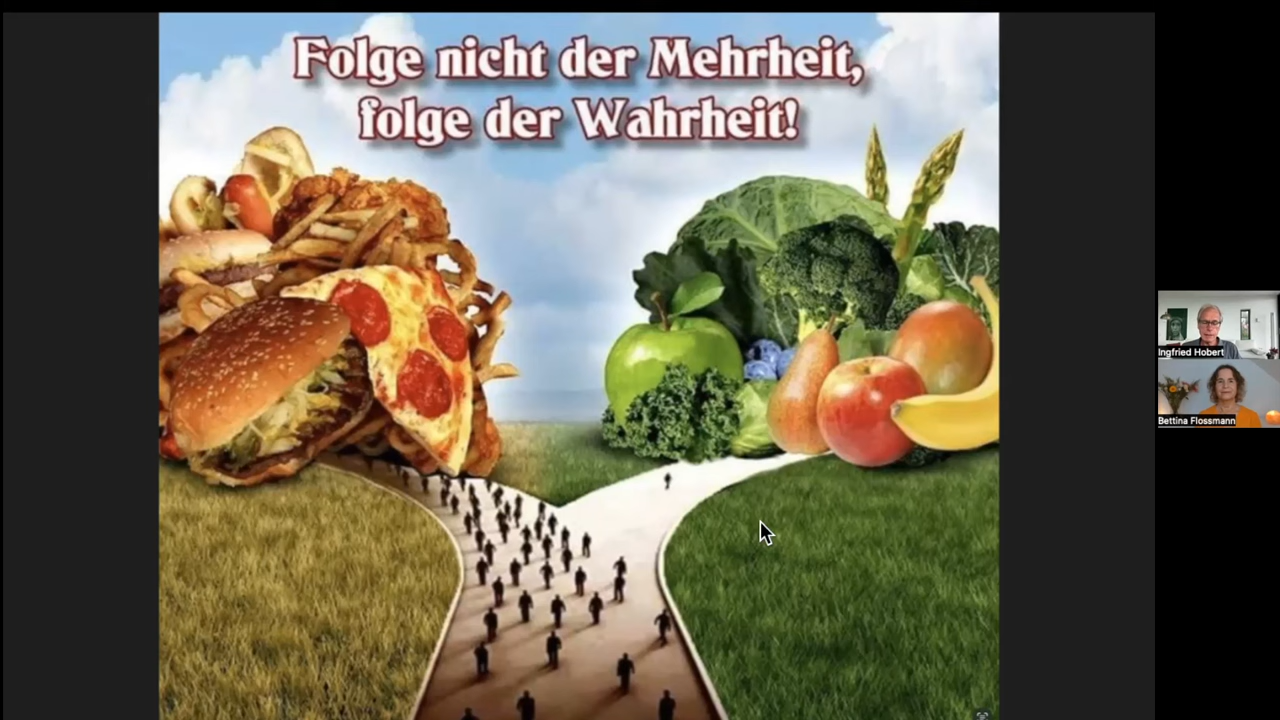 Folge nicht der Mehrheit,
folge der Wahrheit!
Ingfried Hobert
Bettina Flossmann